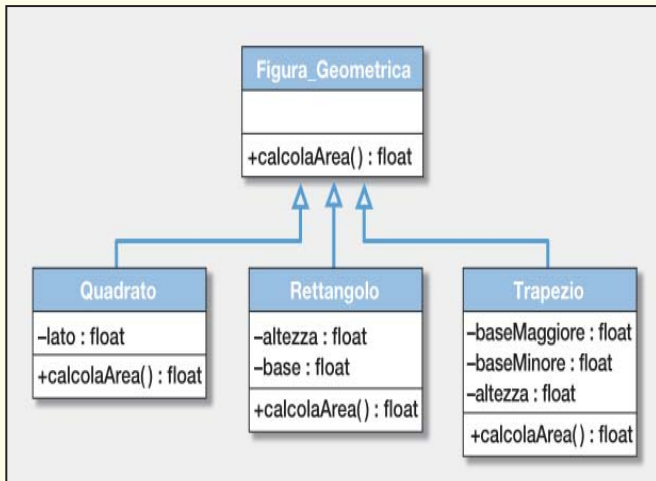 Figura_Geometrica
+calcolaArea() : float
Quadrato
–lato : float
+calcolaArea() : float
Rettangolo
–altezza : float
–base : float
+calcolaArea() : float
Trapezio
–baseMaggiore : float
–baseMinore : float
–altezza : float
+calcolaArea() : float